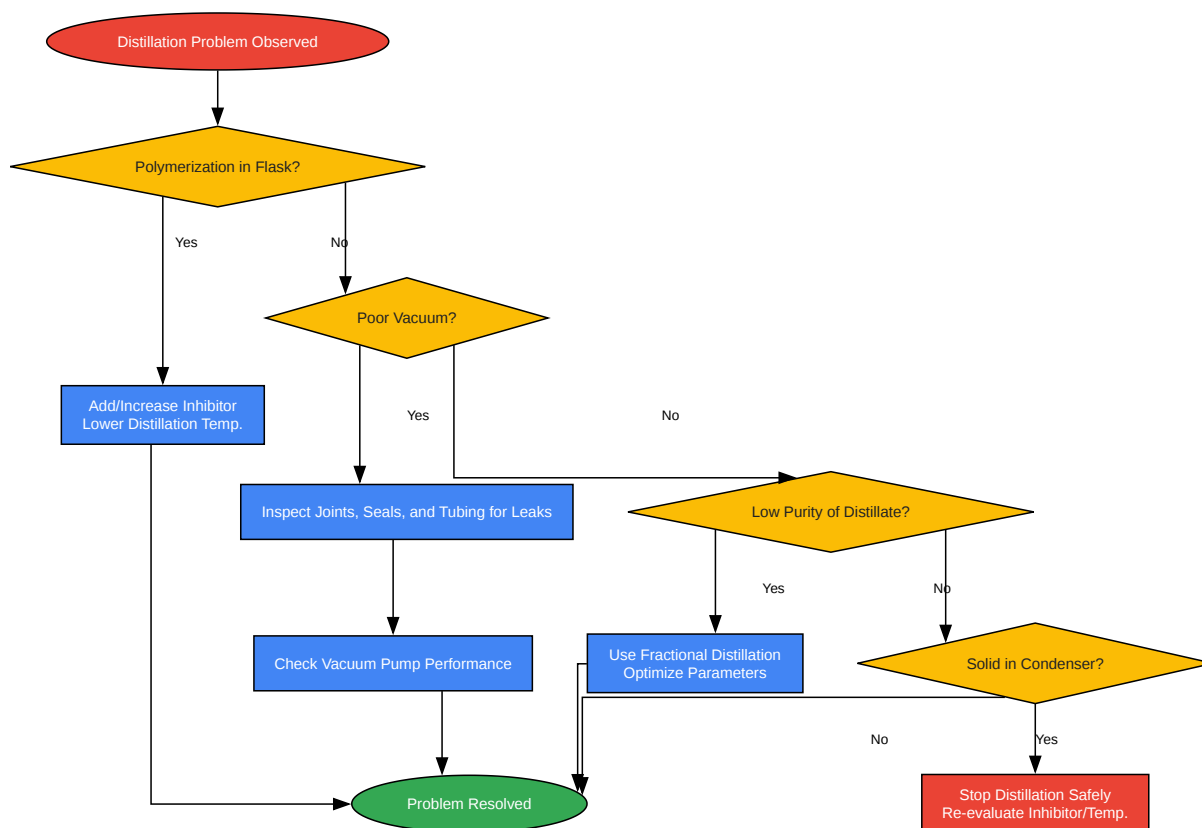 Distillation Problem Observed
Polymerization in Flask?
Yes
No
Poor Vacuum?
Add/Increase Inhibitor
Lower Distillation Temp.
Yes
No
Inspect Joints, Seals, and Tubing for Leaks
Low Purity of Distillate?
Yes
No
Check Vacuum Pump Performance
Use Fractional Distillation
Optimize Parameters
Solid in Condenser?
No
Yes
Problem Resolved
Stop Distillation Safely
Re-evaluate Inhibitor/Temp.